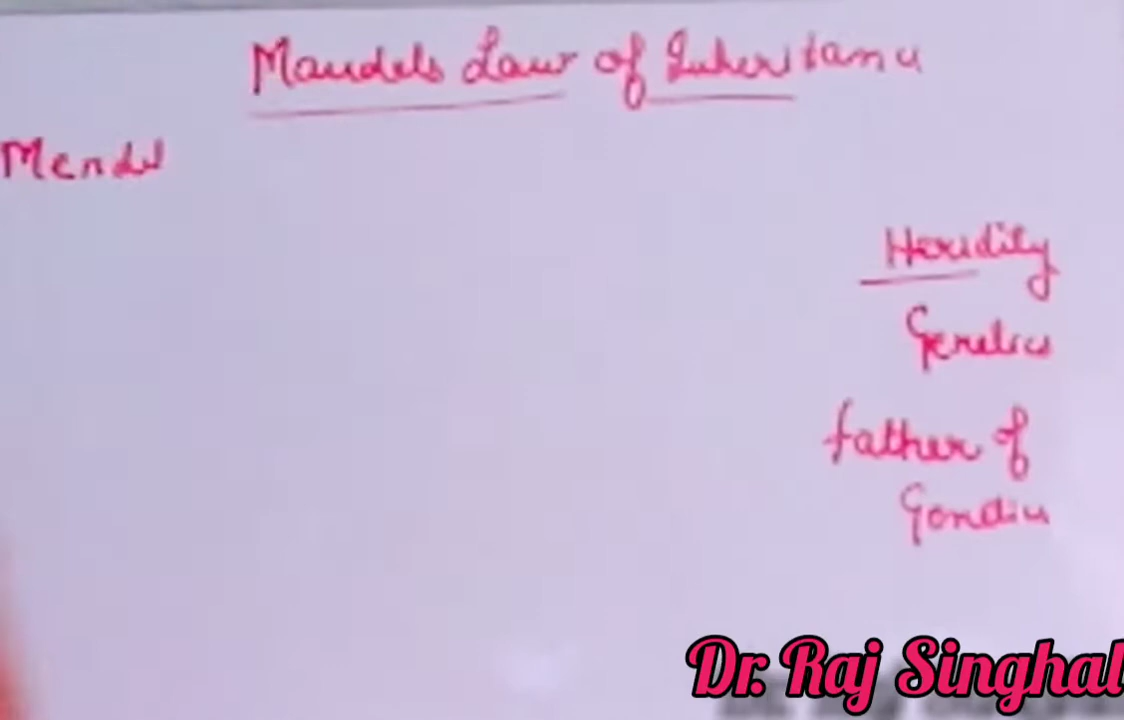 Mandels Law of Inheritance
Mendel
Heridity
Genetics
father of
Genetics
Dr. Raj Singhal